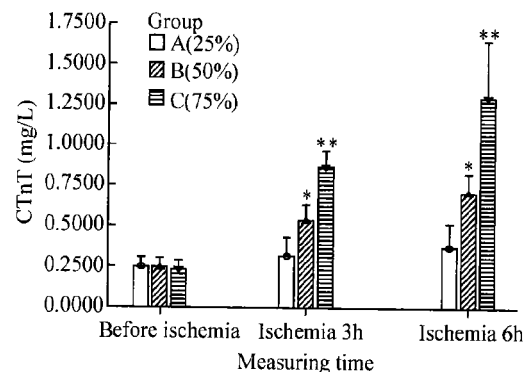 Group
A(25%)
B(50%)
C(75%)
CTnT (mg/L)
1.7500
1.5000
1.2500
1.0000
0.7500
0.5000
0.2500
0.0000
*
**
*
**
Before ischemia
Ischemia 3h
Ischemia 6h
Measuring time